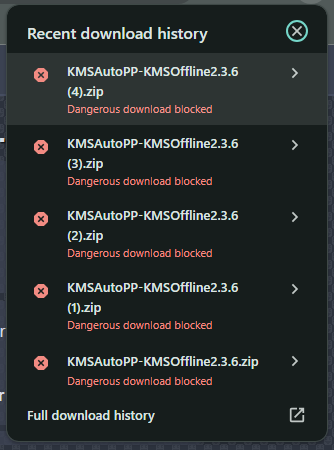 Recent download history
KMSAutoPP-KMSOffline2.3.6
(4).zip
Dangerous download blocked
KMSAutoPP-KMSOffline2.3.6
(3).zip
Dangerous download blocked
KMSAutoPP-KMSOffline2.3.6
(2).zip
Dangerous download blocked
KMSAutoPP-KMSOffline2.3.6
(1).zip
Dangerous download blocked
KMSAutoPP-KMSOffline2.3.6.zip
Dangerous download blocked
Full download history